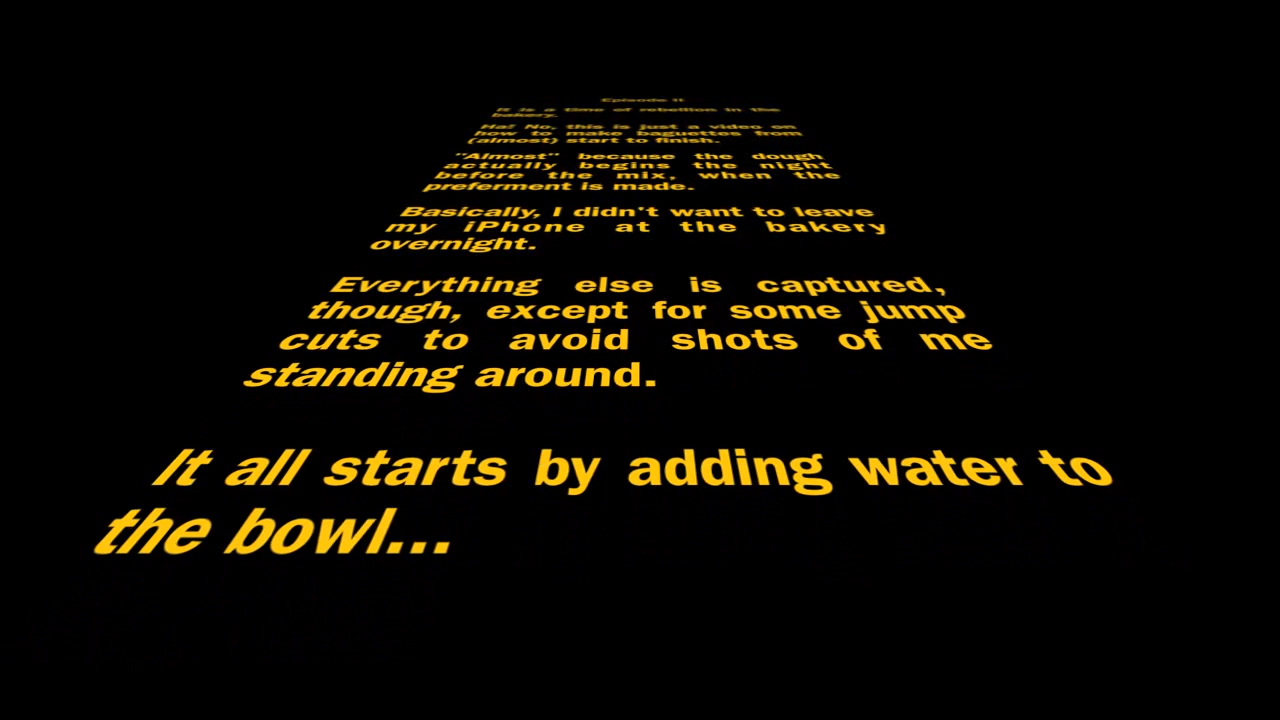 Episode II
It is a time of rebellion in the
bakery.
Ha! No, this is just a video on
how to make baguettes from
(almost) start to finish.
"Almost" because the dough
actually begins the night
before the mix, when the
preferment is made.
Basically, I didn't want to leave
my iPhone at the bakery
overnight.
Everything else is captured,
though, except for some jump
cuts to avoid shots of me
standing around.
It all starts by adding water to
the bowl...